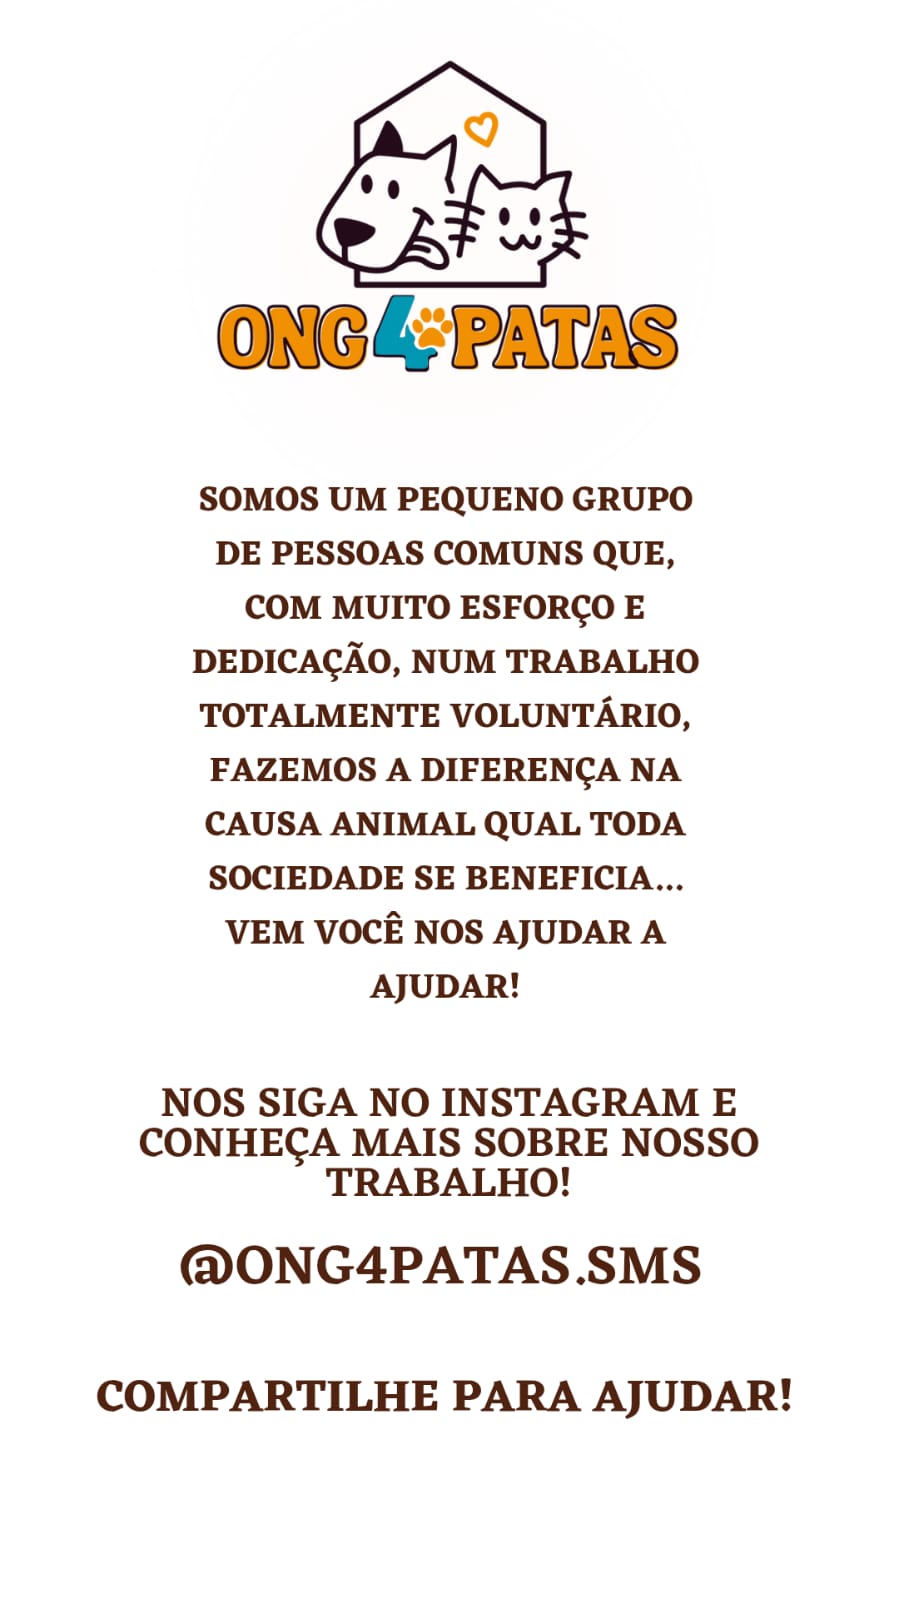 ONG4PATAS
SOMOS UM PEQUENO GRUPO
DE PESSOAS COMUNS QUE,
COM MUITO ESFORÇO E
DEDICAÇÃO, NUM TRABALHO
TOTALMENTE VOLUNTÁRIO,
FAZEMOS A DIFERENÇA NA
CAUSA ANIMAL QUAL TODA
SOCIEDADE SE BENEFICIA...
VEM VOCÊ NOS AJUDAR A
AJUDAR!
NOS SIGA NO INSTAGRAM E
CONHEÇA MAIS SOBRE NOSSO
TRABALHO!
@ONG4PATAS.SMS
COMPARTILHE PARA AJUDAR!